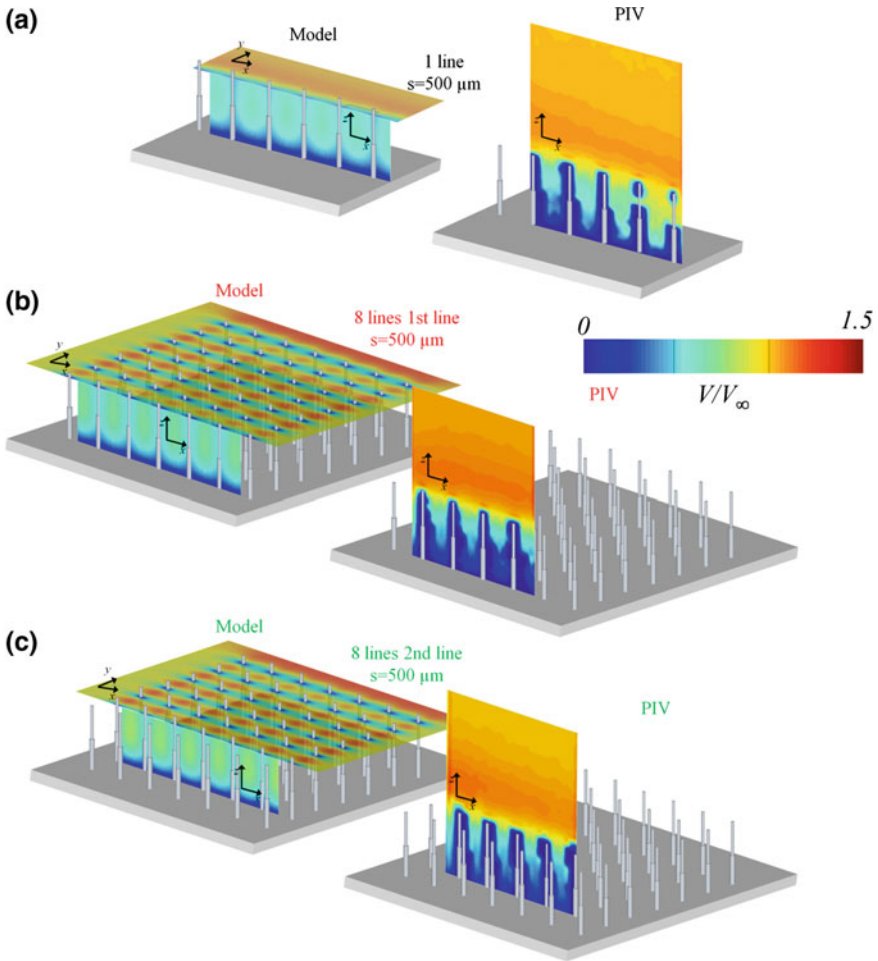 (a)
Model
PIV
1 line
s=500 µm
y
x
z
x
z
x
(b)
Model
8 lines 1st line
s=500 µm
0
1.5
PIV
V/V∞
y
x
z
x
z
x
(c)
Model
8 lines 2nd line
s=500 µm
PIV
y
x
z
x
z
x